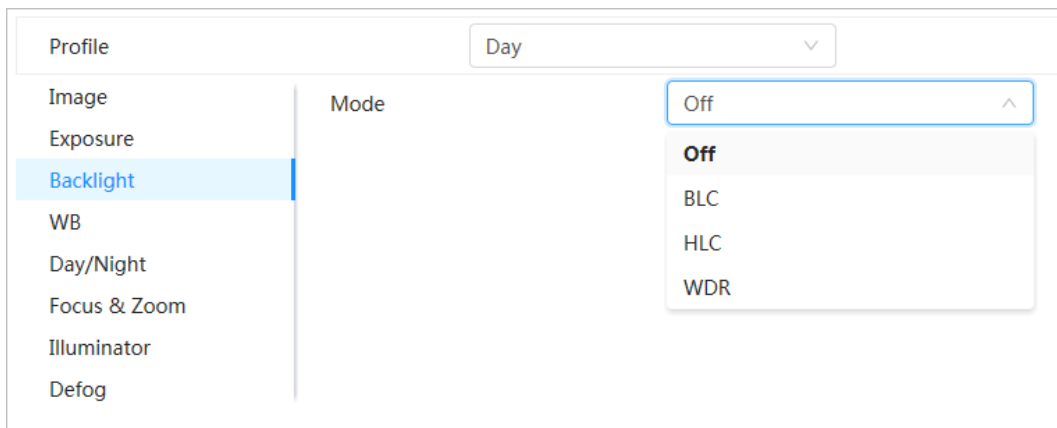 Profile
Day
Image
Exposure
Backlight
WB
Day/Night
Focus & Zoom
Illuminator
Defog
Mode
Off
Off
BLC
HLC
WDR